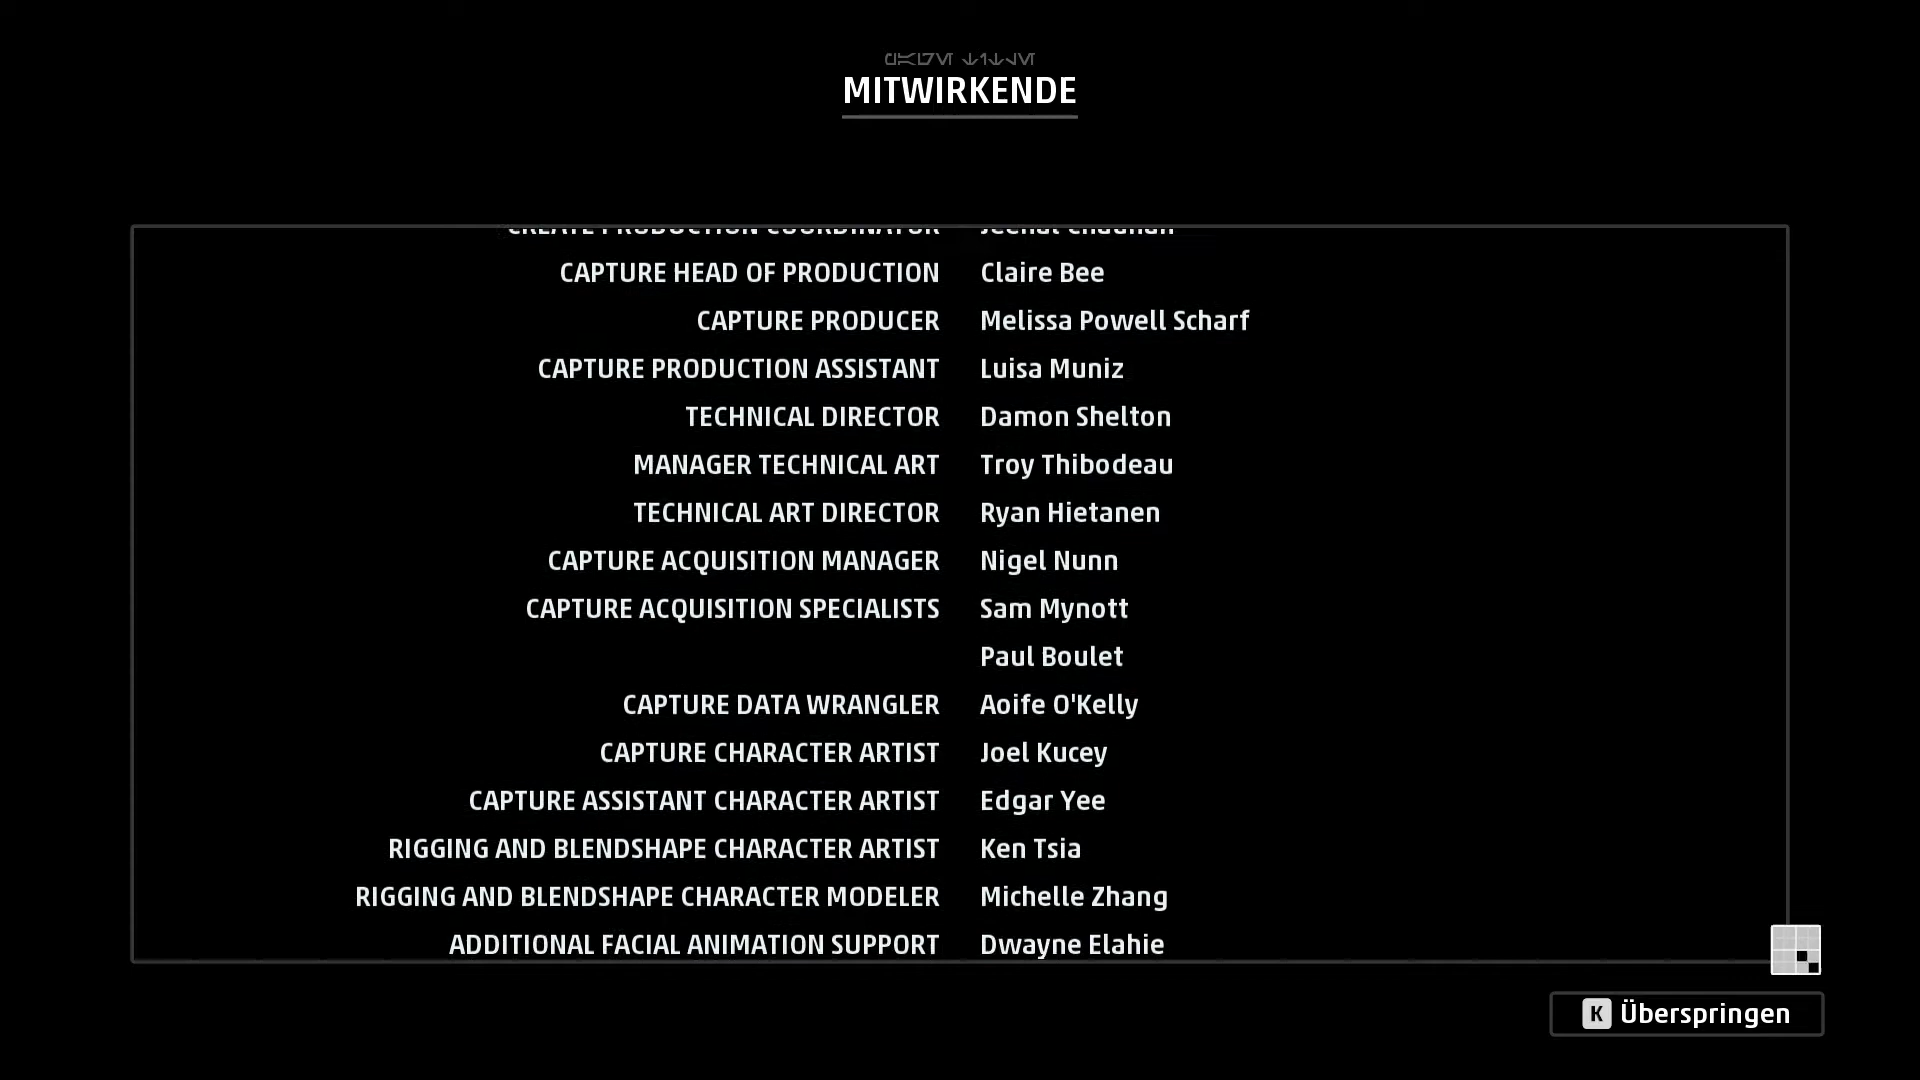 MITWIRKENDE
CAPTURE HEAD OF PRODUCTION Claire Bee
CAPTURE PRODUCER Melissa Powell Scharf
CAPTURE PRODUCTION ASSISTANT Luisa Muniz
TECHNICAL DIRECTOR Damon Shelton
MANAGER TECHNICAL ART Troy Thibodeau
TECHNICAL ART DIRECTOR Ryan Hietanen
CAPTURE ACQUISITION MANAGER Nigel Nunn
CAPTURE ACQUISITION SPECIALISTS Sam Mynott
Paul Boulet
CAPTURE DATA WRANGLER Aoife O'Kelly
CAPTURE CHARACTER ARTIST Joel Kucey
CAPTURE ASSISTANT CHARACTER ARTIST Edgar Yee
RIGGING AND BLENDSHAPE CHARACTER ARTIST Ken Tsia
RIGGING AND BLENDSHAPE CHARACTER MODELER Michelle Zhang
ADDITIONAL FACIAL ANIMATION SUPPORT Dwayne Elahie
K Überspringen